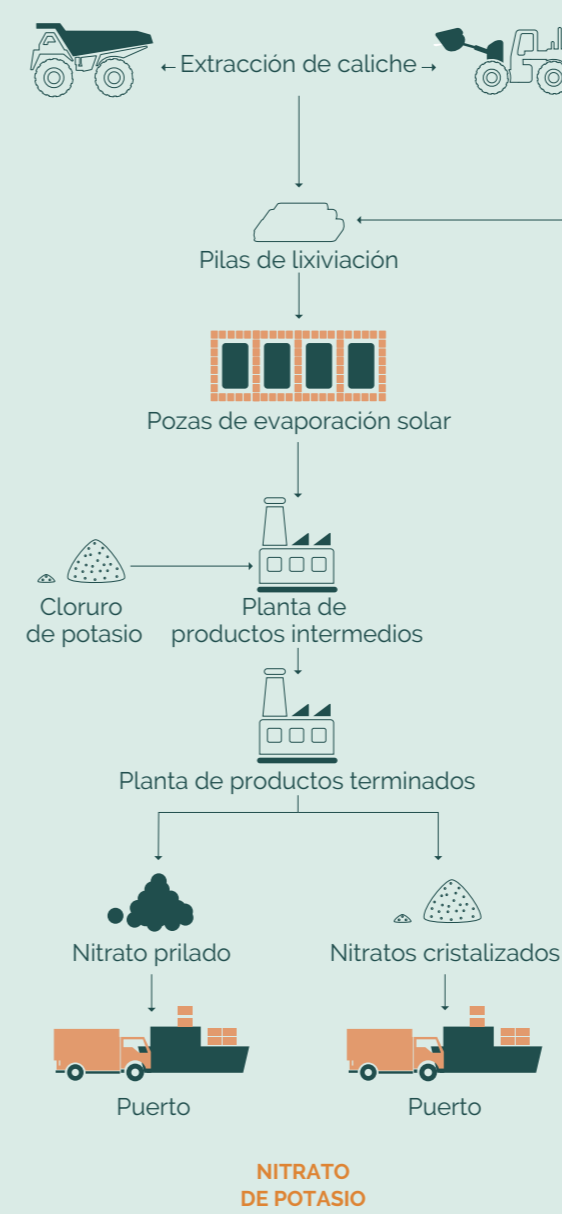 Extracción de caliche
Pilas de lixiviación
Pozas de evaporación solar
Cloruro
de potasio
Planta de
productos intermedios
Planta de productos terminados
Nitrato prilado
Nitratos cristalizados
Puerto
Puerto
NITRATO
DE POTASIO